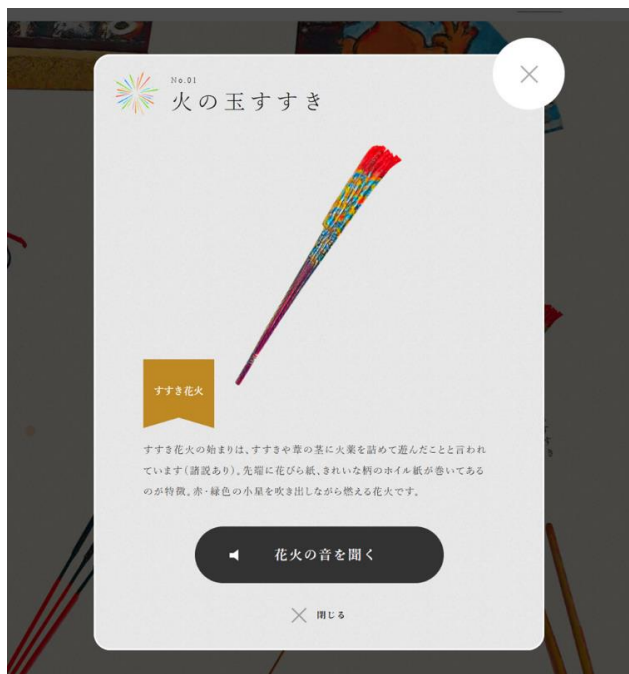 No.01
火の玉すすき
すすき花火
すすき花火の始まりは、すすきや葦の茎に火薬を詰めて遊んだことと言われ
ています(諸説あり)。先端に花びら紙、きれいな柄のホイル紙が巻いてある
のが特徴。赤・緑色の小星を吹き出しながら燃える花火です。
花火の音を聞く
閉じる